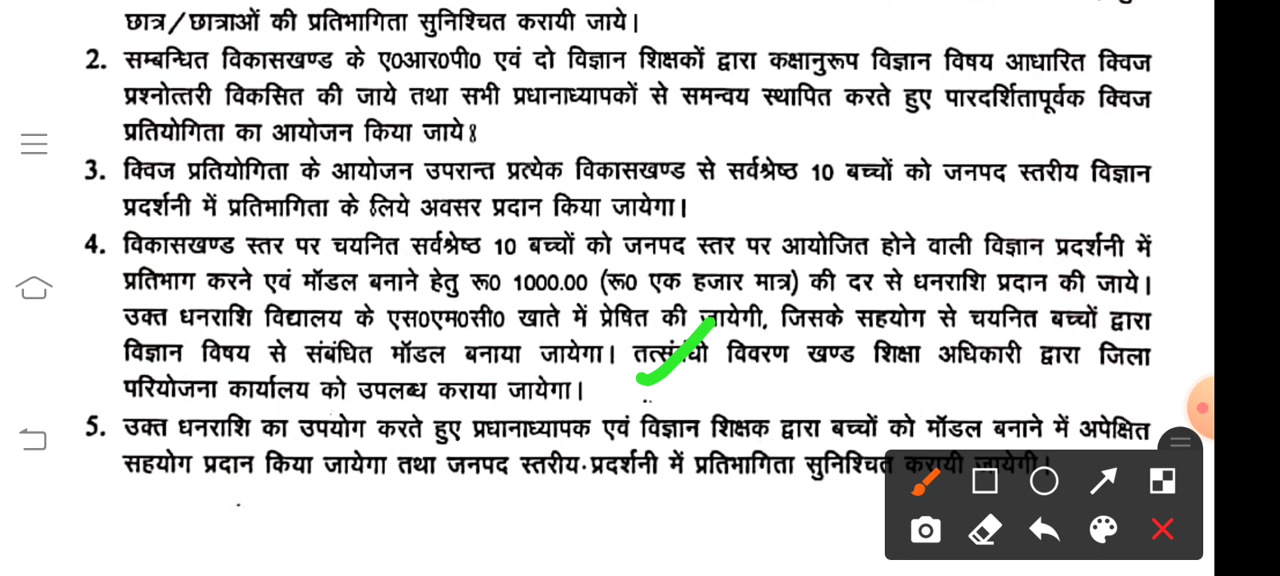 छात्र/छात्राओं की प्रतिभागिता सुनिश्चित करायी जाये।
2. सम्बन्धित विकासखण्ड के ए0आर0पी0 एवं दो विज्ञान शिक्षकों द्वारा कक्षानुरूप विज्ञान विषय आधारित क्विज
प्रश्नोत्तरी विकसित की जाये तथा सभी प्रधानाध्यापकों से समन्वय स्थापित करते हुए पारदर्शितापूर्वक क्विज
प्रतियोगिता का आयोजन किया जाये।
3. क्विज प्रतियोगिता के आयोजन उपरान्त प्रत्येक विकासखण्ड से सर्वश्रेष्ठ 10 बच्चों को जनपद स्तरीय विज्ञान
प्रदर्शनी में प्रतिभागिता के लिये अवसर प्रदान किया जायेगा।
4. विकासखण्ड स्तर पर चयनित सर्वश्रेष्ठ 10 बच्चों को जनपद स्तर पर आयोजित होने वाली विज्ञान प्रदर्शनी में
प्रतिभाग करने एवं मॉडल बनाने हेतु रू0 1000.00 (रू0 एक हजार मात्र) की दर से धनराशि प्रदान की जाये।
उक्त धनराशि विद्यालय के एस0एम0सी0 खाते में प्रेषित की जायेगी, जिसके सहयोग से चयनित बच्चों द्वारा
विज्ञान विषय से संबंधित मॉडल बनाया जायेगा। तत्संबंधी विवरण खण्ड शिक्षा अधिकारी द्वारा जिला
परियोजना कार्यालय को उपलब्ध कराया जायेगा।
5. उक्त धनराशि का उपयोग करते हुए प्रधानाध्यापक एवं विज्ञान शिक्षक द्वारा बच्चों को मॉडल बनाने में अपेक्षित
सहयोग प्रदान किया जायेगा तथा जनपद स्तरीय प्रदर्शनी में प्रतिभागिता सुनिश्चित करायी जायेगी।